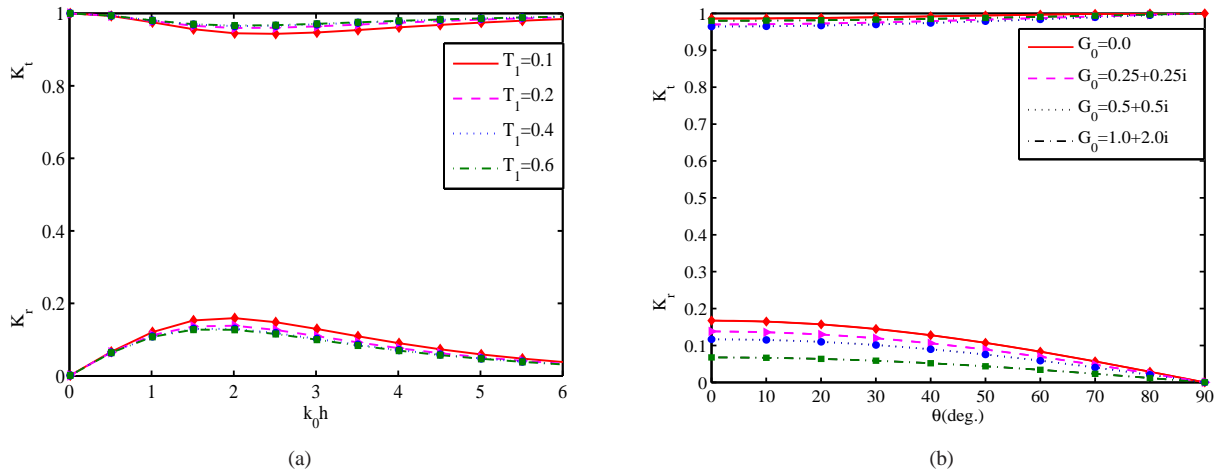 1
0.8
0.6
0.4
0.2
0
K_t
K_r
0 1 2 3 4 5 6
k_0h
T_1=0.1
T_1=0.2
T_1=0.4
T_1=0.6
(a)
1
0.9
0.8
0.7
0.6
0.5
0.4
0.3
0.2
0.1
0
K_t
K_r
0 10 20 30 40 50 60 70 80 90
θ(deg.)
G_0=0.0
G_0=0.25+0.25i
G_0=0.5+0.5i
G_0=1.0+2.0i
(b)